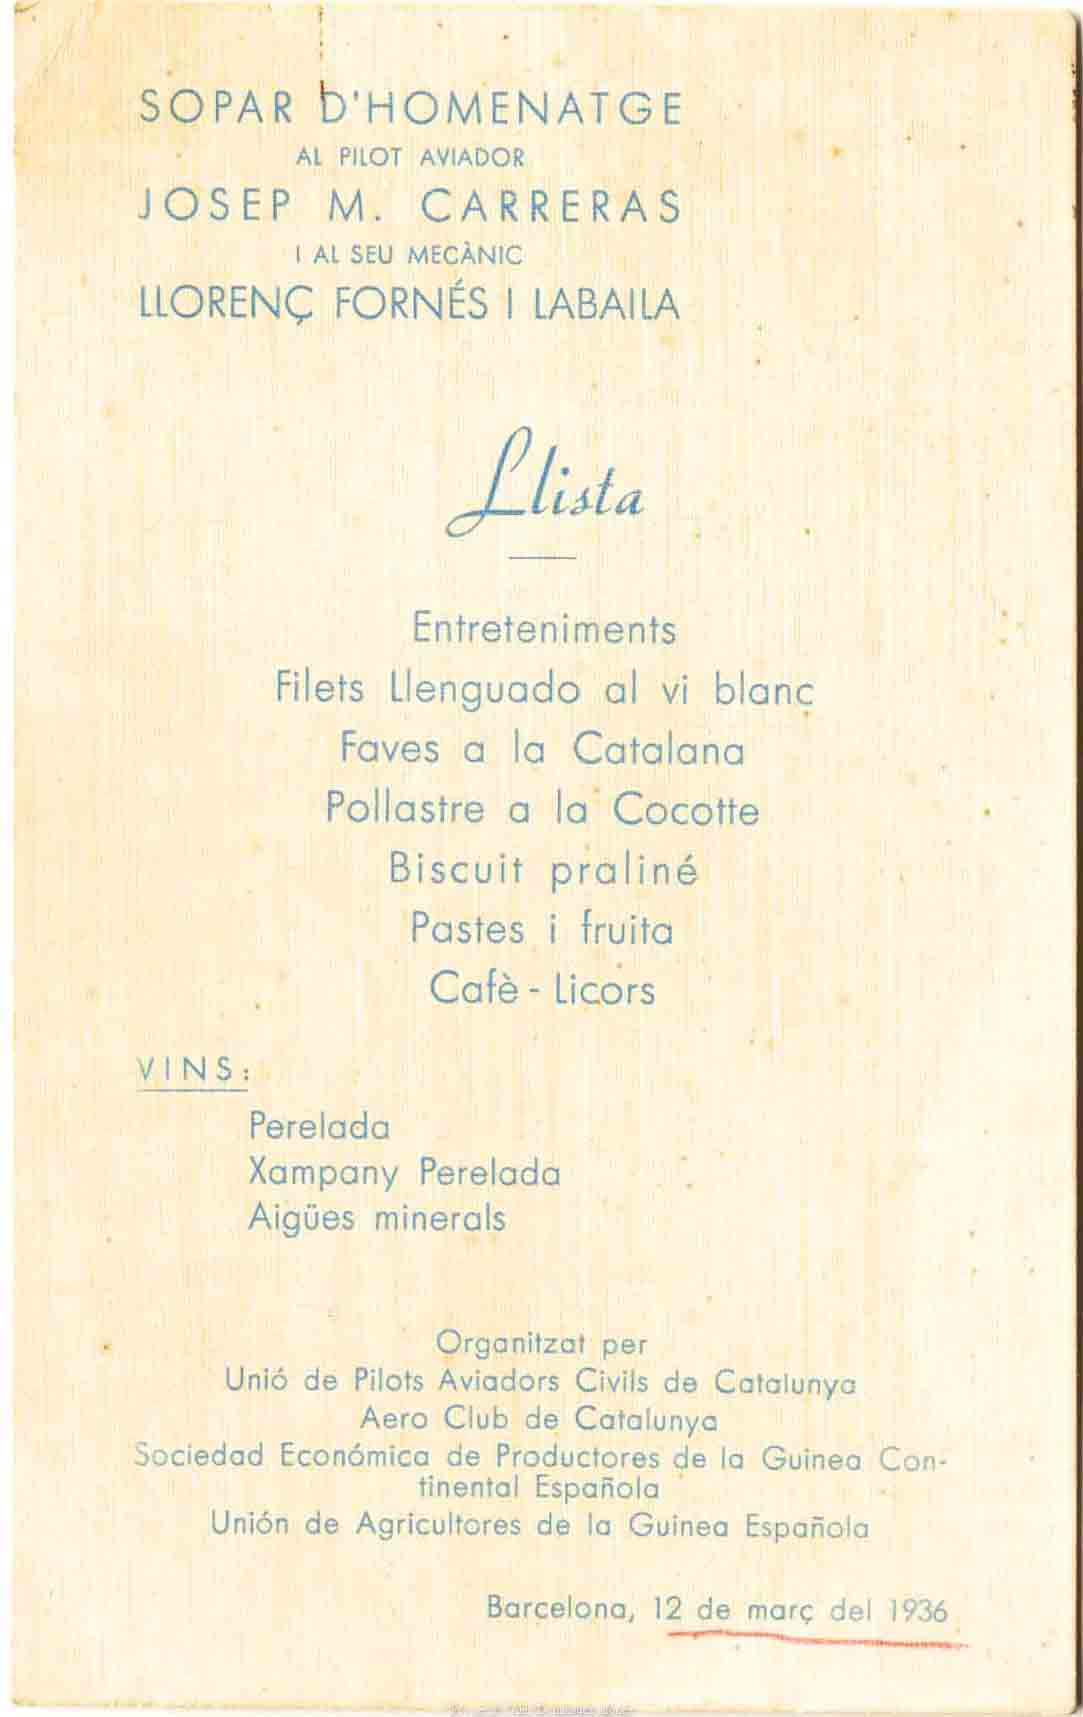 SOPAR D'HOMENATGE
AL PILOT AVIADOR
JOSEP M. CARRERAS
I AL SEU MECÀNIC
LLORENÇ FORNÉS I LABAILA
Llista
Entreteniments
Filets Llenguado al vi blanc
Faves a la Catalana
Pollastre a la Cocotte
Biscuit praliné
Pastes i fruita
Cafè - Licors
VINS:
Perelada
Xampany Perelada
Aigües minerals
Organitzat per
Unió de Pilots Aviadors Civils de Catalunya
Aero Club de Catalunya
Sociedad Económica de Productores de la Guinea Con-
tinental Española
Unión de Agricultores de la Guinea Española
Barcelona, 12 de març del 1936